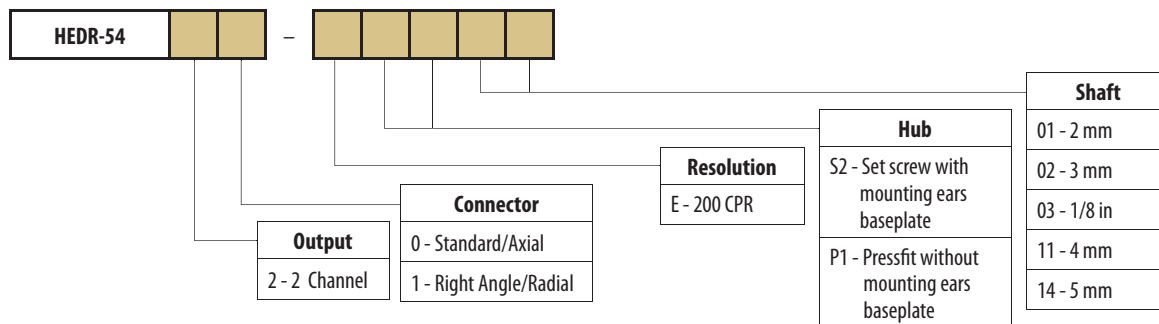 HEDR-54
–
Shaft
01 - 2 mm
02 - 3 mm
03 - 1/8 in
11 - 4 mm
14 - 5 mm
Hub
S2 - Set screw with
mounting ears
baseplate
P1 - Pressfit without
mounting ears
baseplate
Resolution
E - 200 CPR
Connector
0 - Standard/Axial
1 - Right Angle/Radial
Output
2 - 2 Channel